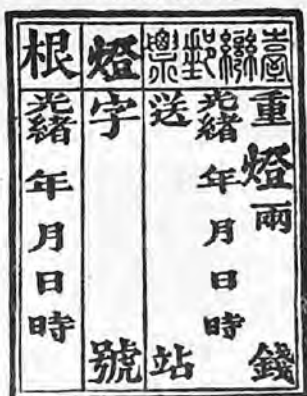 臺灣郵票
重燈兩 錢
光緒 年 月 日 時
送 站
燈字 號
根
光緒 年 月 日 時